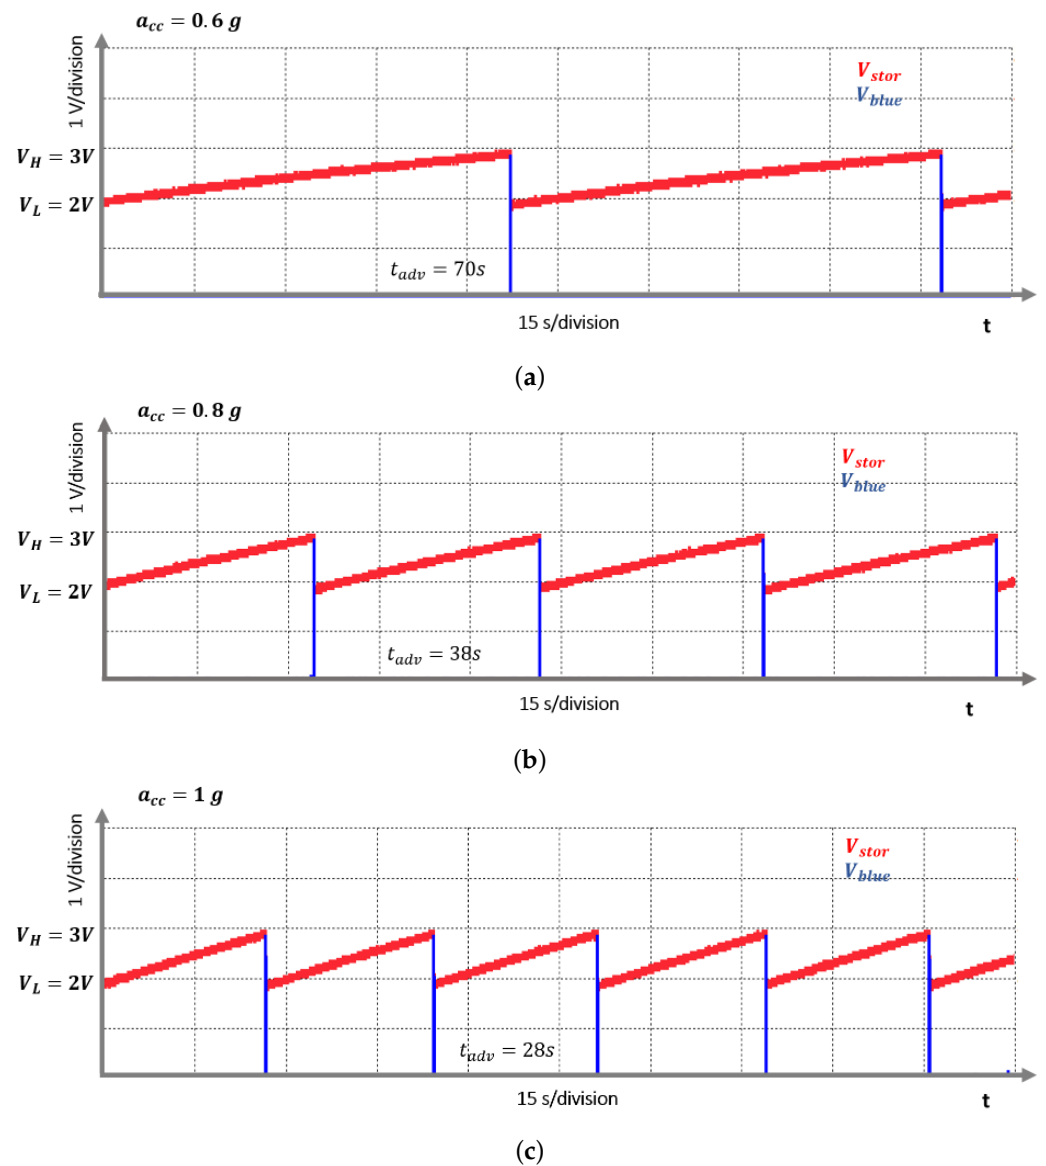 a_cc = 0.6 g
1 V/division
V_stor
V_blue
V_H = 3V
V_L = 2V
t_adv = 70s
15 s/division
t
(a)
a_cc = 0.8 g
1 V/division
V_stor
V_blue
V_H = 3V
V_L = 2V
t_adv = 38s
15 s/division
t
(b)
a_cc = 1 g
1 V/division
V_stor
V_blue
V_H = 3V
V_L = 2V
t_adv = 28s
15 s/division
t
(c)